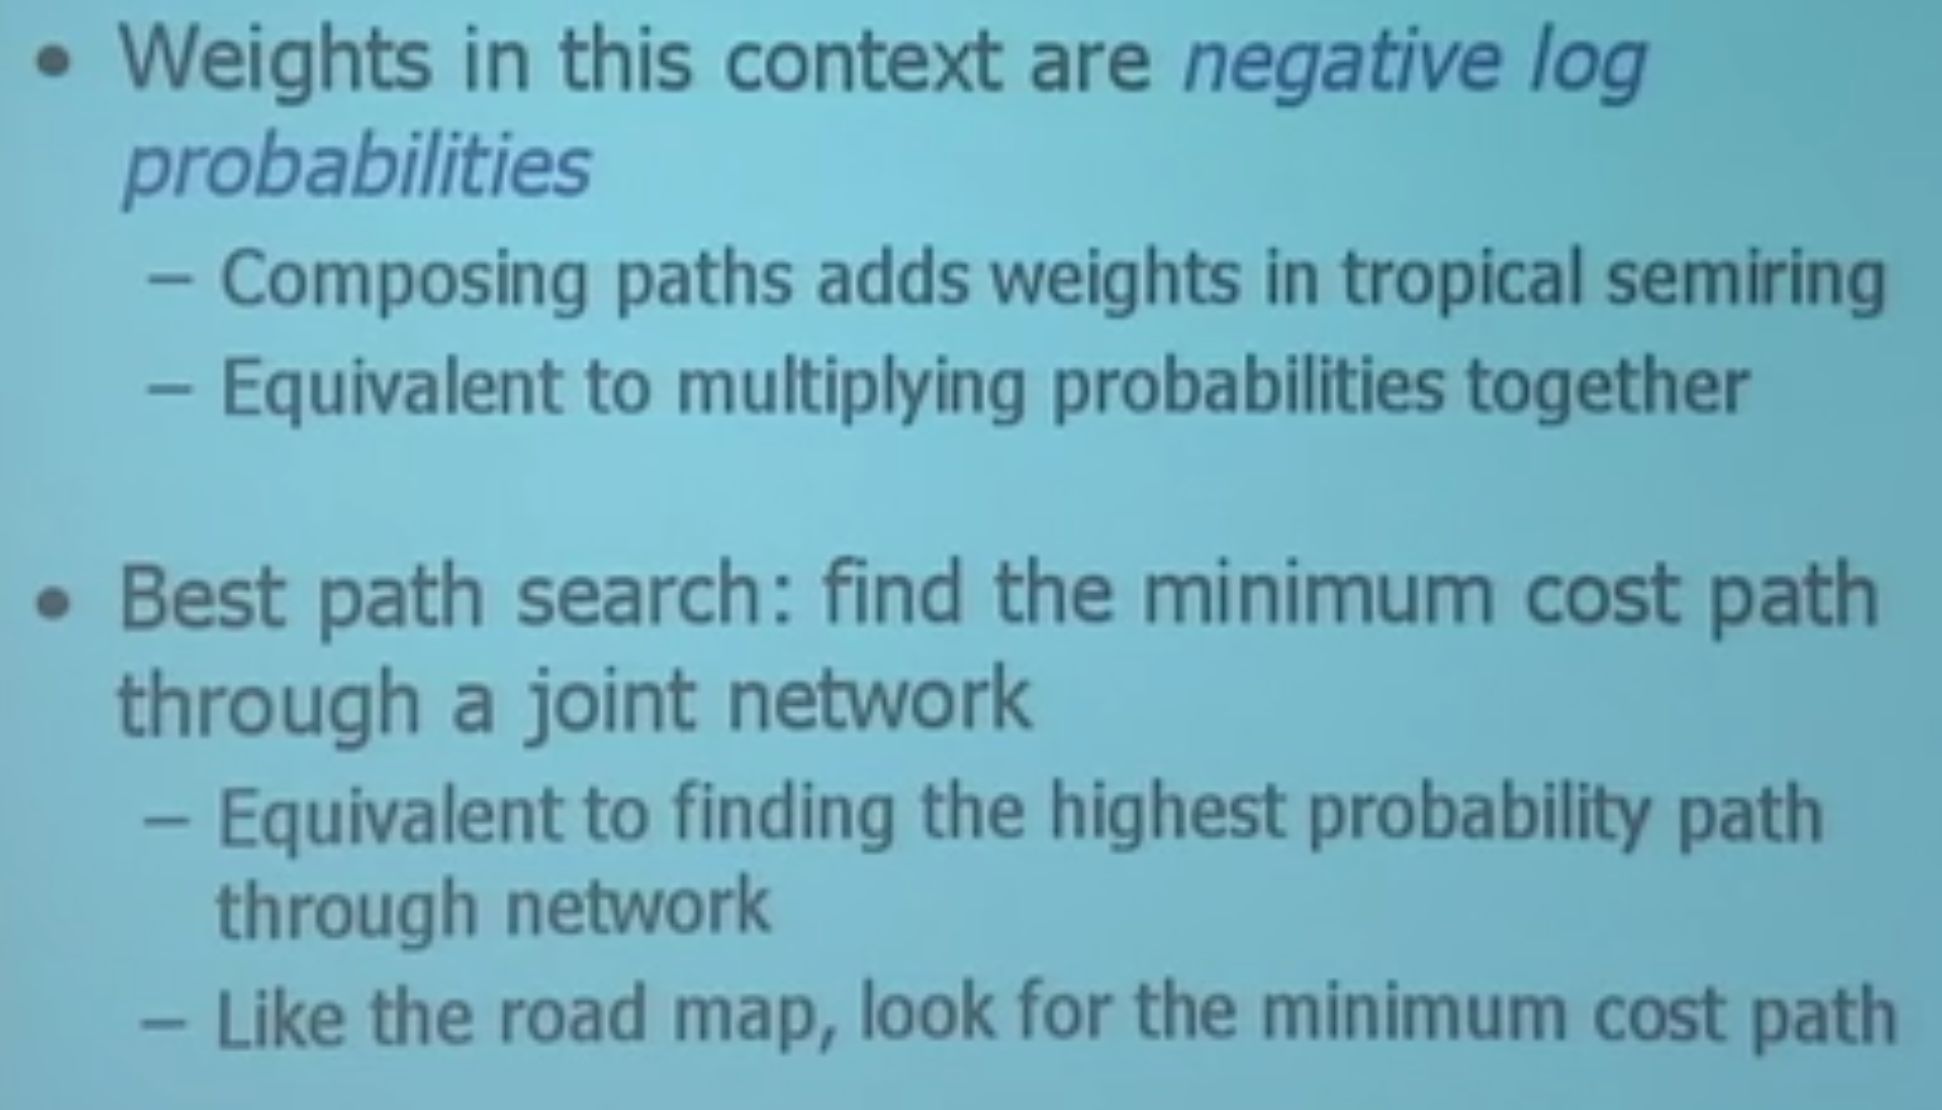 • Weights in this context are negative log
probabilities
– Composing paths adds weights in tropical semiring
– Equivalent to multiplying probabilities together
• Best path search: find the minimum cost path
through a joint network
– Equivalent to finding the highest probability path
through network
– Like the road map, look for the minimum cost path